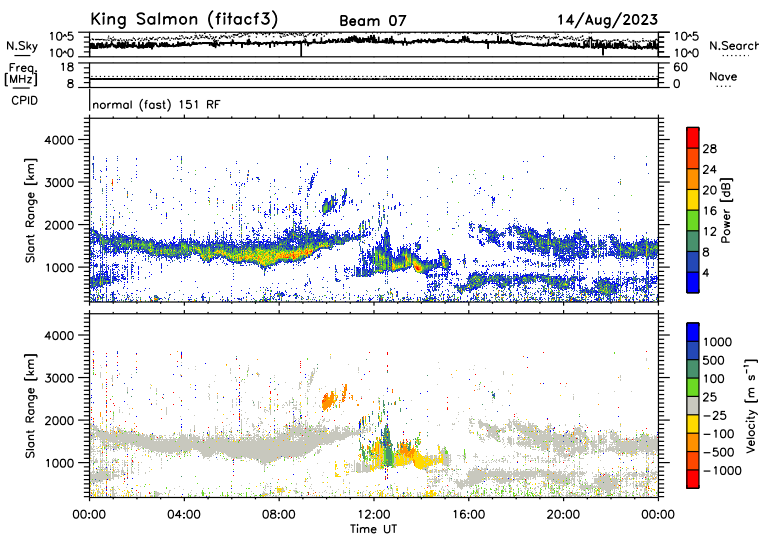 King Salmon (fitacf3) Beam 07 14/Aug/2023
N.Sky 10^5 10^0 10^5 10^0 N.Search
Freq. [MHz] 18 8 60 0 Nave
CPID normal (fast) 151 RF
Slant Range [km] 4000 3000 2000 1000
28 24 20 16 12 8 4 Power [dB]
Slant Range [km] 4000 3000 2000 1000
1000 500 100 25 −25 −100 −500 −1000 Velocity [m s⁻¹]
00:00 04:00 08:00 12:00 16:00 20:00 00:00
Time UT